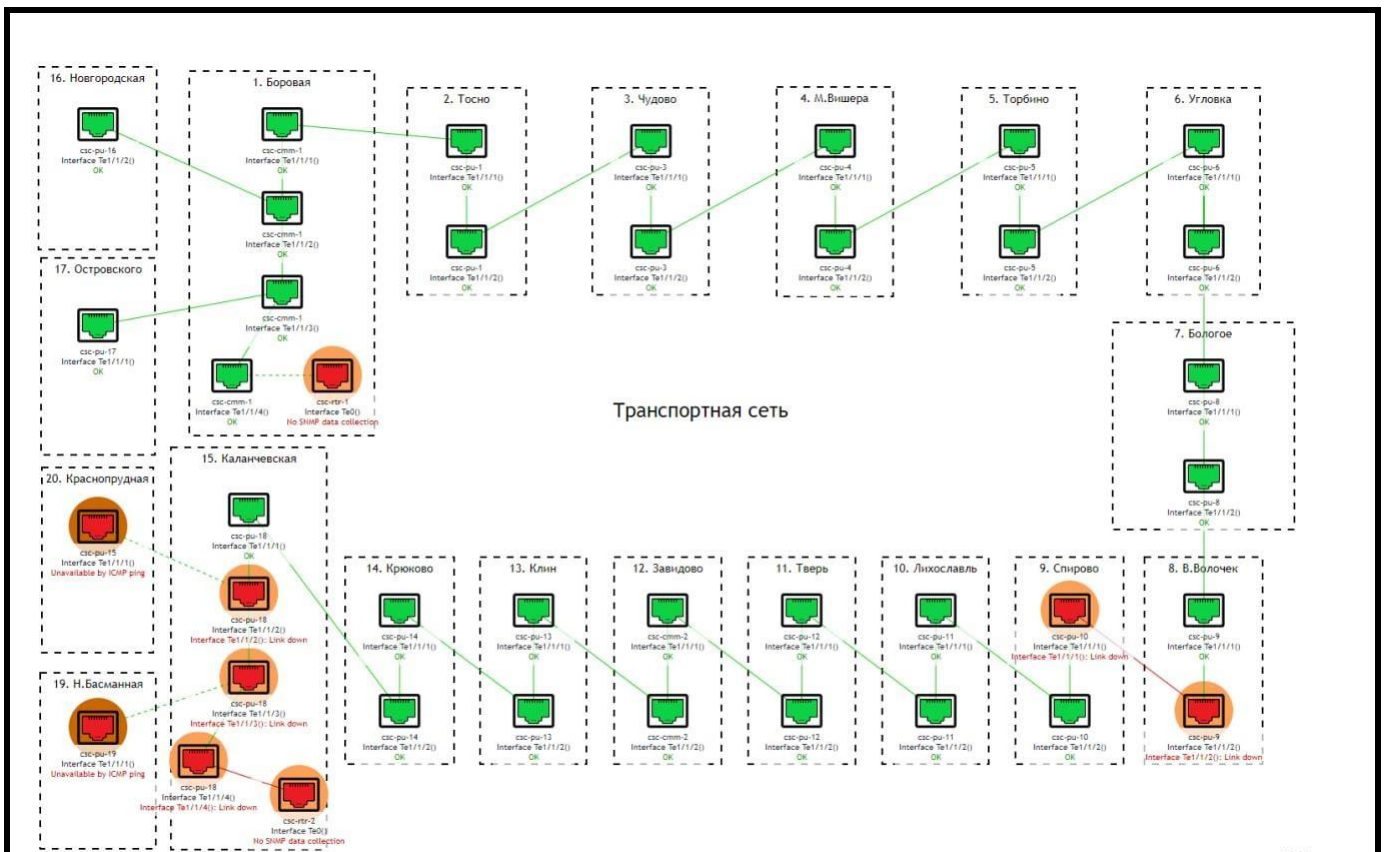 16. Новгородская
csc-pu-16
Interface Te1/1/2()
OK
1. Боровая
csc-cmm-1
Interface Te1/1/1()
OK
csc-cmm-1
Interface Te1/1/2()
OK
csc-cmm-1
Interface Te1/1/3()
OK
csc-cmm-1
Interface Te1/1/4()
OK
csc-rtr-1
Interface Te0()
No SNMP data collection
2. Тосно
csc-pu-1
Interface Te1/1/1()
OK
csc-pu-1
Interface Te1/1/2()
OK
3. Чудово
csc-pu-3
Interface Te1/1/1()
OK
csc-pu-3
Interface Te1/1/2()
OK
4. М.Вишера
csc-pu-4
Interface Te1/1/1()
OK
csc-pu-4
Interface Te1/1/2()
OK
5. Торбино
csc-pu-5
Interface Te1/1/1()
OK
csc-pu-5
Interface Te1/1/2()
OK
6. Угловка
csc-pu-6
Interface Te1/1/1()
OK
csc-pu-6
Interface Te1/1/2()
OK
17. Островского
csc-pu-17
Interface Te1/1/1()
OK
7. Бологое
csc-pu-8
Interface Te1/1/1()
OK
csc-pu-8
Interface Te1/1/2()
OK
Транспортная сеть
20. Краснопрудная
csc-pu-15
Interface Te1/1/1()
Unavailable by ICMP ping
15. Каланчевская
csc-pu-18
Interface Te1/1/1()
OK
csc-pu-18
Interface Te1/1/2()
Interface Te1/1/2(): Link down
csc-pu-18
Interface Te1/1/3()
Interface Te1/1/3(): Link down
csc-pu-18
Interface Te1/1/4()
Interface Te1/1/4(): Link down
csc-rtr-2
Interface Te0()
No SNMP data collection
14. Крюково
csc-pu-14
Interface Te1/1/1()
OK
csc-pu-14
Interface Te1/1/2()
OK
13. Клин
csc-pu-13
Interface Te1/1/1()
OK
csc-pu-13
Interface Te1/1/2()
OK
12. Завидово
csc-cmm-2
Interface Te1/1/1()
OK
csc-cmm-2
Interface Te1/1/2()
OK
11. Тверь
csc-pu-12
Interface Te1/1/1()
OK
csc-pu-12
Interface Te1/1/2()
OK
10. Лихославль
csc-pu-11
Interface Te1/1/1()
OK
csc-pu-11
Interface Te1/1/2()
OK
9. Спирово
csc-pu-10
Interface Te1/1/1()
Interface Te1/1/1(): Link down
csc-pu-10
Interface Te1/1/2()
OK
8. В.Волочек
csc-pu-9
Interface Te1/1/1()
OK
csc-pu-9
Interface Te1/1/2()
Interface Te1/1/2(): Link down
19. Н.Басманная
csc-pu-19
Interface Te1/1/1()
Unavailable by ICMP ping